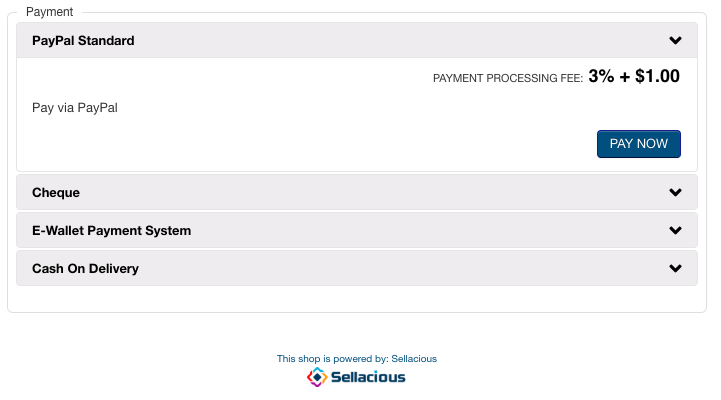 Payment
PayPal Standard
PAYMENT PROCESSING FEE: 3% + $1.00
Pay via PayPal
PAY NOW
Cheque
E-Wallet Payment System
Cash On Delivery
This shop is powered by: Sellacious
Sellacious